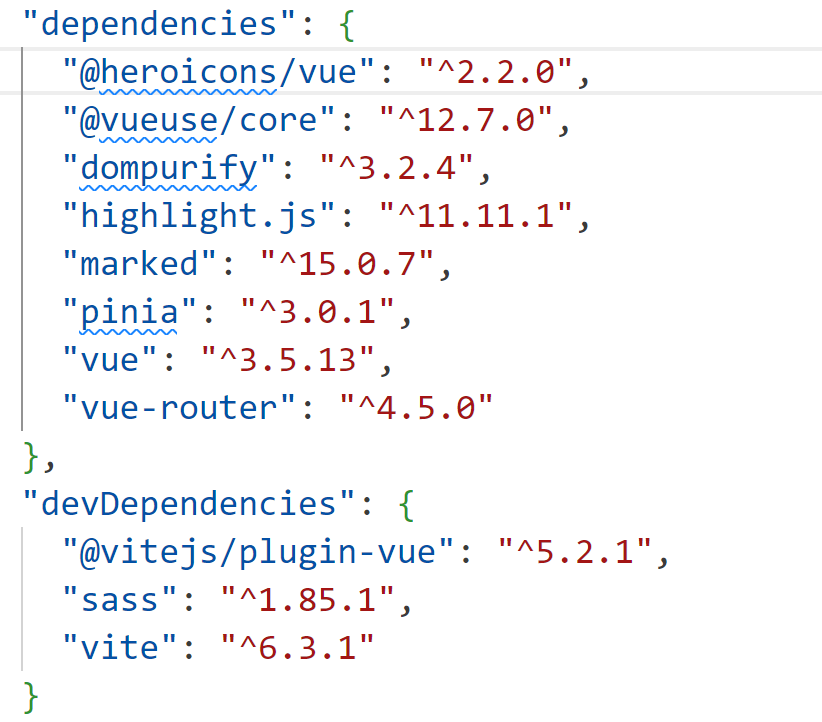 "dependencies": {
"@heroicons/vue": "^2.2.0",
"@vueuse/core": "^12.7.0",
"dompurify": "^3.2.4",
"highlight.js": "^11.11.1",
"marked": "^15.0.7",
"pinia": "^3.0.1",
"vue": "^3.5.13",
"vue-router": "^4.5.0"
},
"devDependencies": {
"@vitejs/plugin-vue": "^5.2.1",
"sass": "^1.85.1",
"vite": "^6.3.1"
}